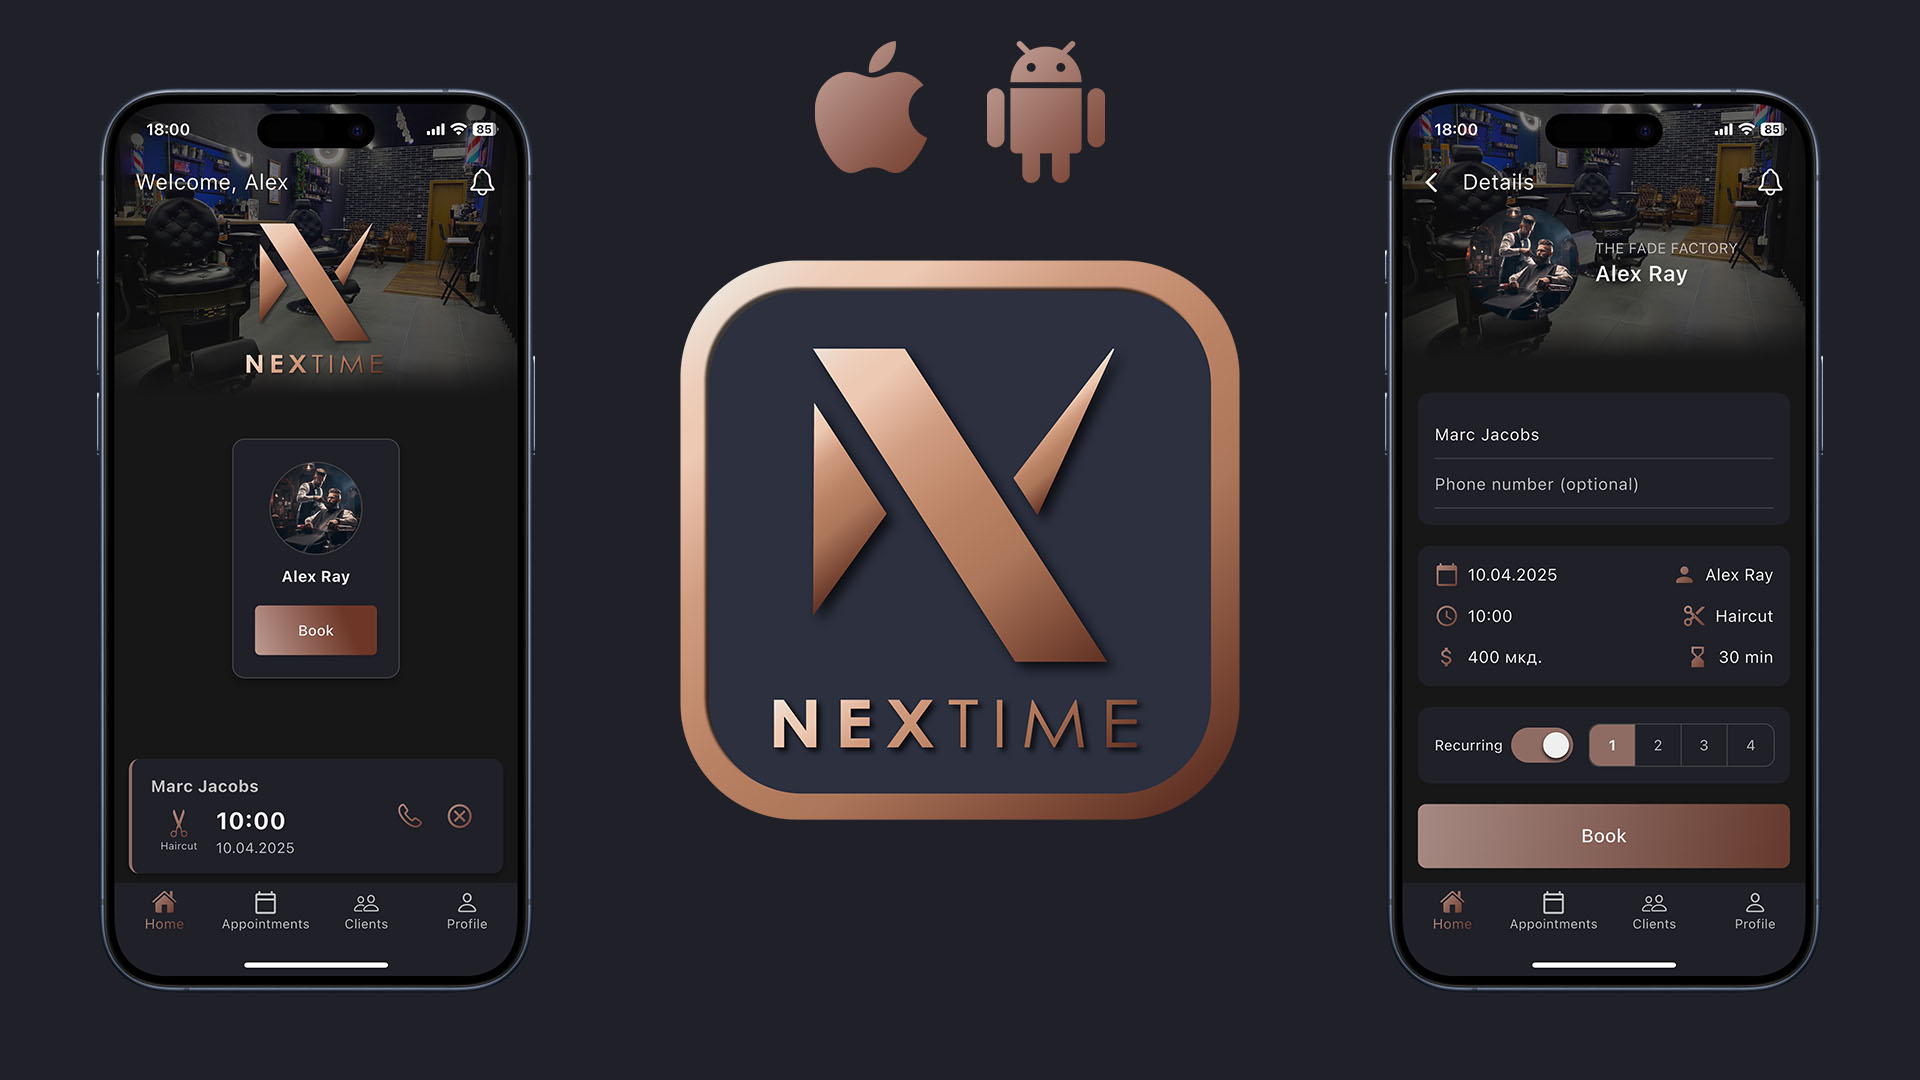 18:00
85
Welcome, Alex
NEXTIME
Alex Ray
Book
Marc Jacobs
10:00
Haircut
10.04.2025
Home
Appointments
Clients
Profile
NEXTIME
18:00
85
Details
THE FADE FACTORY
Alex Ray
Marc Jacobs
Phone number (optional)
10.04.2025
Alex Ray
10:00
Haircut
400 мкд.
30 min
Recurring
1 2 3 4
Book
Home
Appointments
Clients
Profile